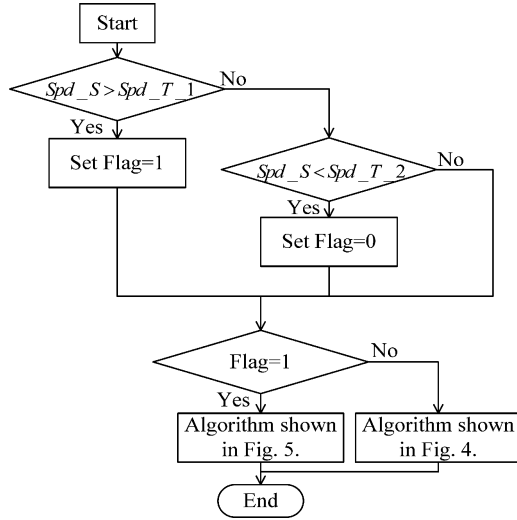 Start
Spd_S>Spd_T_1
No
Yes
Set Flag=1
Spd_S<Spd_T_2
No
Yes
Set Flag=0
Flag=1
No
Yes
Algorithm shown
in Fig. 5.
Algorithm shown
in Fig. 4.
End